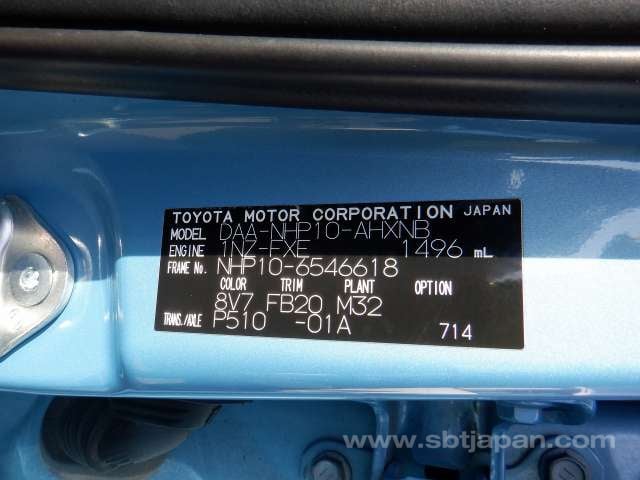 TOYOTA MOTOR CORPORATION JAPAN
MODEL DAA-NHP10-AHXNB
ENGINE 1NZ-FXE 1496 mL
FRAME No. NHP10-6546618
COLOR TRIM PLANT OPTION
8V7 FB20 M32
TRANS./AXLE P510 -01A
714
www.sbtjapan.com